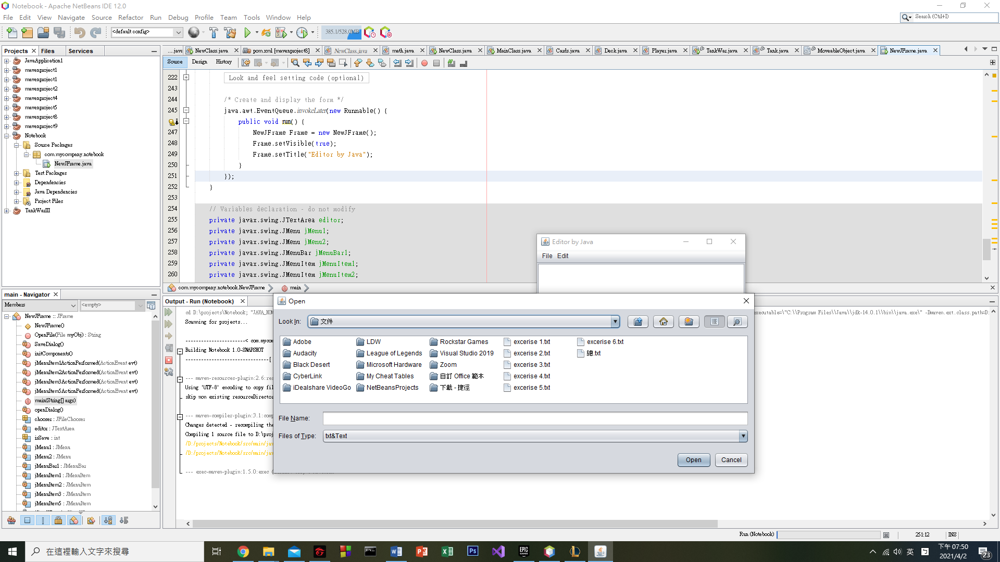 Notebook - Apache NetBeans IDE 12.0
File Edit View Navigate Source Refactor Run Debug Profile Team Tools Window Help
Search (Ctrl+I)
<default config>
385.1/528.0MB
Projects Files Services
....java NewClass.java pom.xml [mavenproject8] NewClass.java math.java NewClass.java MainClass.java Cards.java Deck.java Player.java TankWar.java Tank.java MoveableObject.java NewJFrame.java
Source Design History
JavaApplication1
mavenproject1
mavenproject1
mavenproject2
mavenproject4
mavenproject5
mavenproject8
mavenproject9
Notebook
Source Packages
com.mycompany.notebook
NewJFrame.java
Test Packages
Dependencies
Java Dependencies
Project Files
TankWarIII
222 Look and feel setting code (optional)
243
244 /* Create and display the form */
245 java.awt.EventQueue.invokeLater(new Runnable() {
public void run() {
247 NewJFrame Frame = new NewJFrame();
248 Frame.setVisible(true);
249 Frame.setTitle("Editor by Java");
250 }
251 });
252 }
253
254 // Variables declaration - do not modify
255 private javax.swing.JTextArea editor;
256 private javax.swing.JMenu jMenu1;
257 private javax.swing.JMenu jMenu2;
258 private javax.swing.JMenuBar jMenuBar1;
259 private javax.swing.JMenuItem jMenuItem1;
260 private javax.swing.JMenuItem jMenuItem2;
com.mycompany.notebook.NewJFrame main
Editor by Java
File Edit
main - Navigator
Members <empty>
NewJFrame :: JFrame
NewJFrame()
OpenFile(File myObj) : String
SaveDialog()
initComponents()
jMenuItem1ActionPerformed(ActionEvent evt)
jMenuItem2ActionPerformed(ActionEvent evt)
jMenuItem3ActionPerformed(ActionEvent evt)
jMenuItem5ActionPerformed(ActionEvent evt)
main(String[] args)
openDialog()
chooser : JFileChooser
editor : JTextArea
isSave : int
jMenu1 : JMenu
jMenu2 : JMenu
jMenuBar1 : JMenuBar
jMenuItem1 : JMenuItem
jMenuItem2 : JMenuItem
jMenuItem3 : JMenuItem
jMenuItem5 : JMenuItem
Output - Run (Notebook)
cd D:\projects\Notebook; "JAVA_HOM
executable=\"C:\\Program Files\\Java\\jdk-14.0.1\\bin\\java.exe\" -Dmaven.ext.class.path=D:
Scanning for projects...
----------------------< com.mycom
Building Notebook 1.0-SNAPSHOT
-------------------------------[
--- maven-resources-plugin:2.6:res
Using 'UTF-8' encoding to copy fil
skip non existing resourceDirector
--- maven-compiler-plugin:3.1:comp
Changes detected - recompiling the
Compiling 1 source file to D:\proj
/D:/projects/Notebook/src/main/jav
/D:/projects/Notebook/src/main/jav
--- exec-maven-plugin:1.5.0:exec
Open
Look In: 文件
Adobe LDW Rockstar Games excerise 1.txt excerise 6.txt
Audacity League of Legends Visual Studio 2019 excerise 2.txt 總.txt
Black Desert Microsoft Hardware Zoom excerise 3.txt
CyberLink My Cheat Tables 自訂 Office 範本 excerise 4.txt
iDealshare VideoGo NetBeansProjects 下載 - 捷徑 excerise 5.txt
File Name:
Files of Type: txt&Text
Open Cancel
Run (Notebook) 251:12 INS
在這裡輸入文字來搜尋
英
下午 07:50
2021/4/2
23